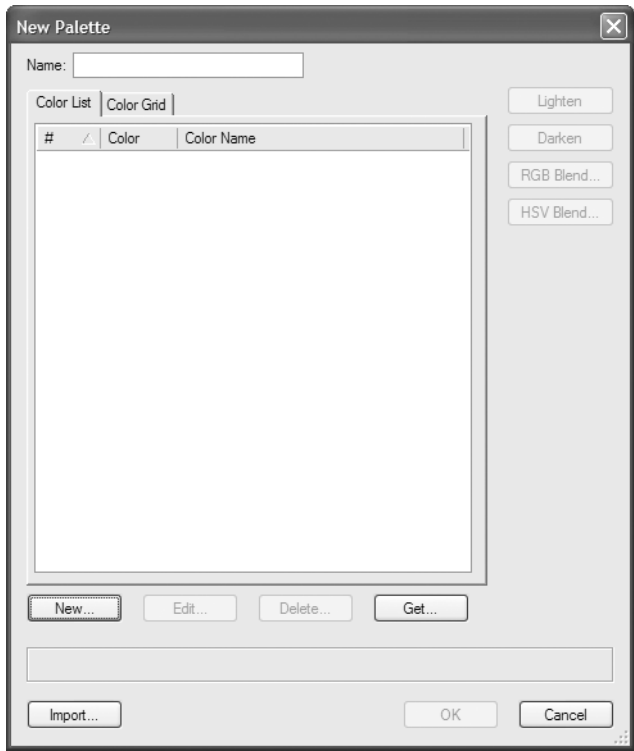 New Palette
Name:
Color List Color Grid
# Color Color Name
Lighten
Darken
RGB Blend...
HSV Blend...
New... Edit... Delete... Get...
Import... OK Cancel